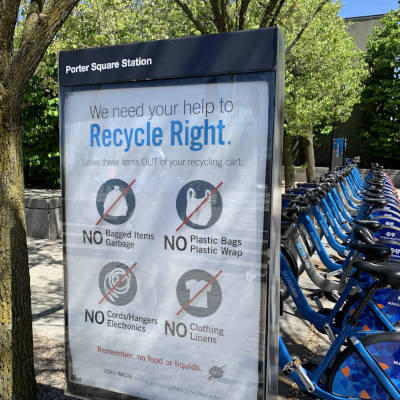 Porter Square Station
We need your help to
Recycle Right.
Leave these items OUT of your recycling cart:
NO Bagged Items
Garbage
NO Plastic Bags
Plastic Wrap
NO Cords/Hangers
Electronics
NO Clothing
Linens
Remember, no food or liquids.
ZERO WASTE